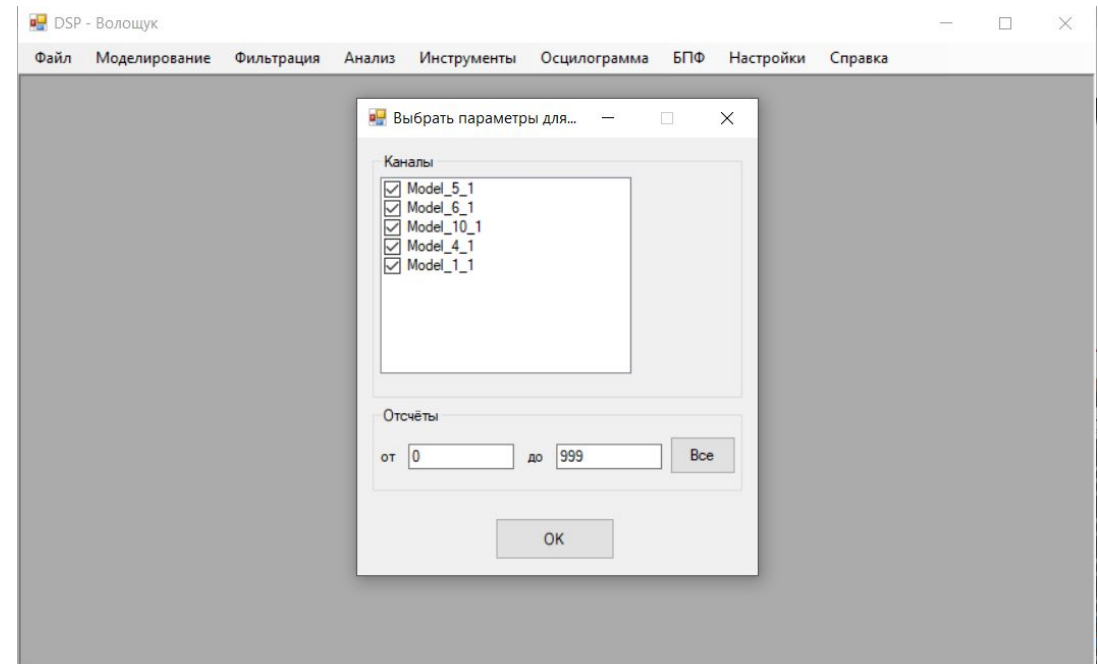 DSP - Волощук
Файл Моделирование Фильтрация Анализ Инструменты Осцилограмма БПФ Настройки Справка
Выбрать параметры для...
Каналы
Model_5_1
Model_6_1
Model_10_1
Model_4_1
Model_1_1
Отсчёты
от 0 до 999 Все
OK